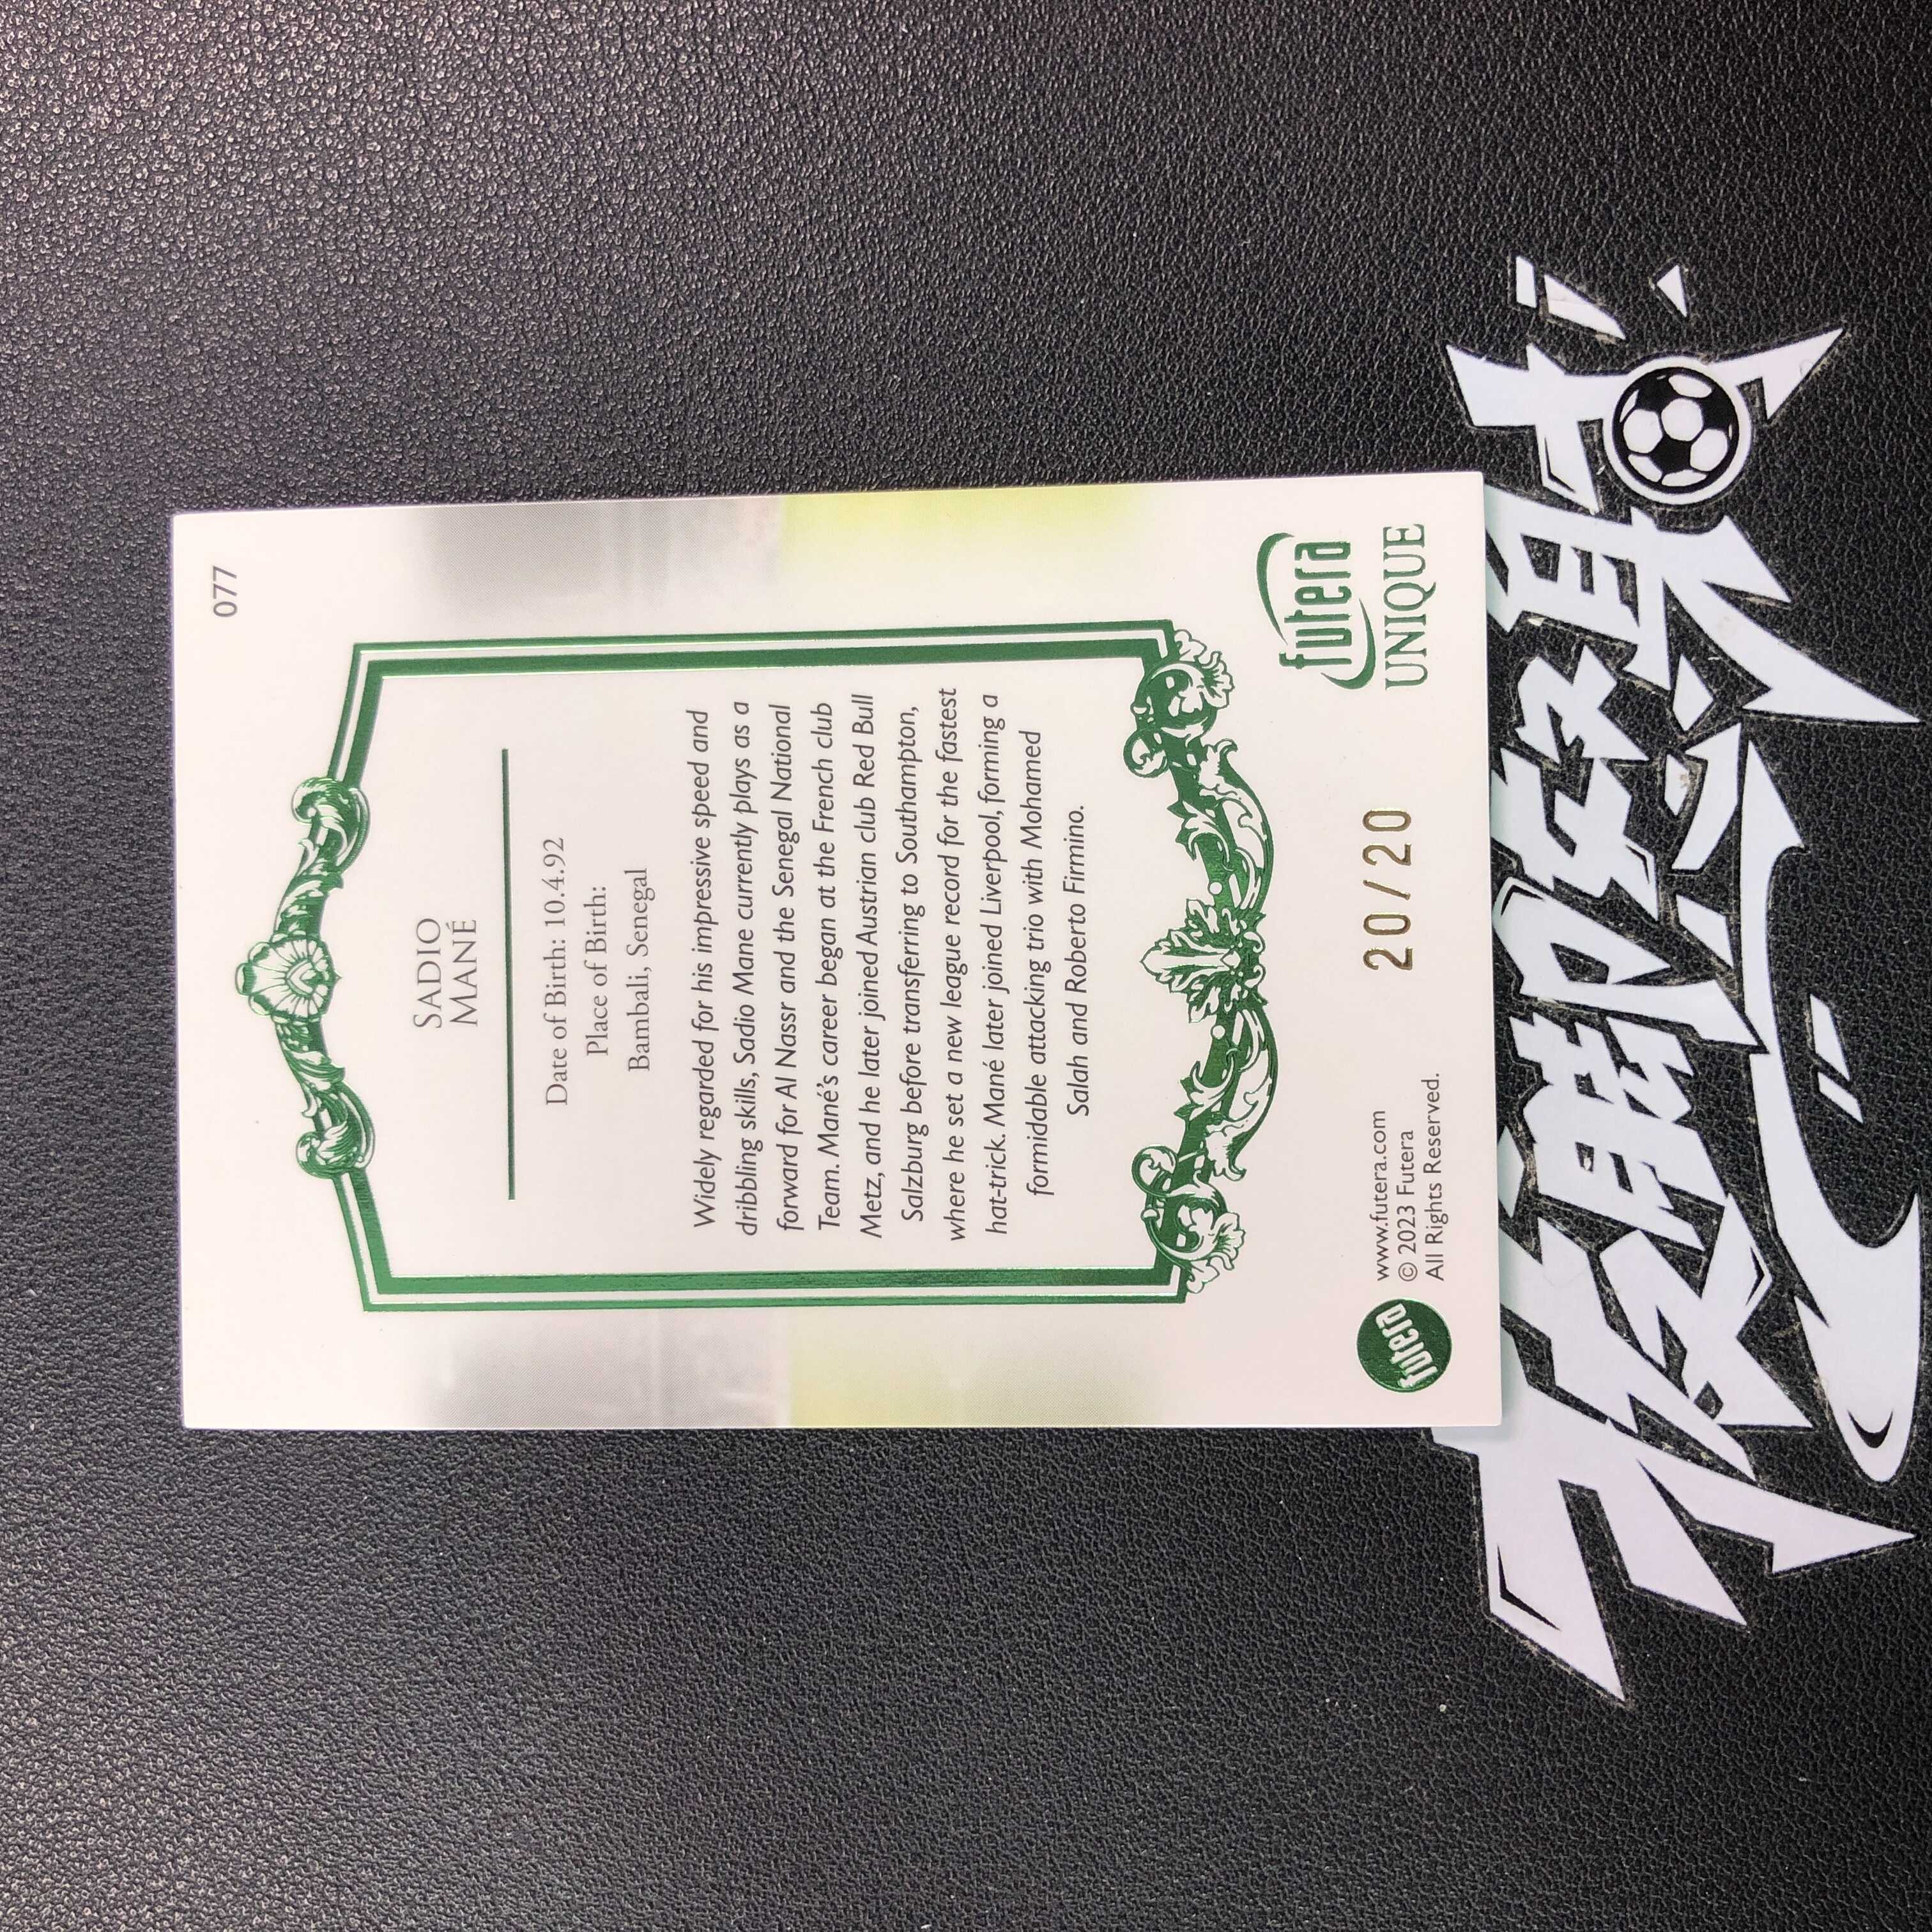 077
SADIO
MANÉ
Date of Birth: 10.4.92
Place of Birth:
Bambali, Senegal
Widely regarded for his impressive speed and
dribbling skills, Sadio Mane currently plays as a
forward for Al Nassr and the Senegal National
Team. Mané's career began at the French club
Metz, and he later joined Austrian club Red Bull
Salzburg before transferring to Southampton,
where he set a new league record for the fastest
hat-trick. Mané later joined Liverpool, forming a
formidable attacking trio with Mohamed
Salah and Roberto Firmino.
futera
www.futera.com
© 2023 Futera
All Rights Reserved.
20/20
futera
UNIQUE